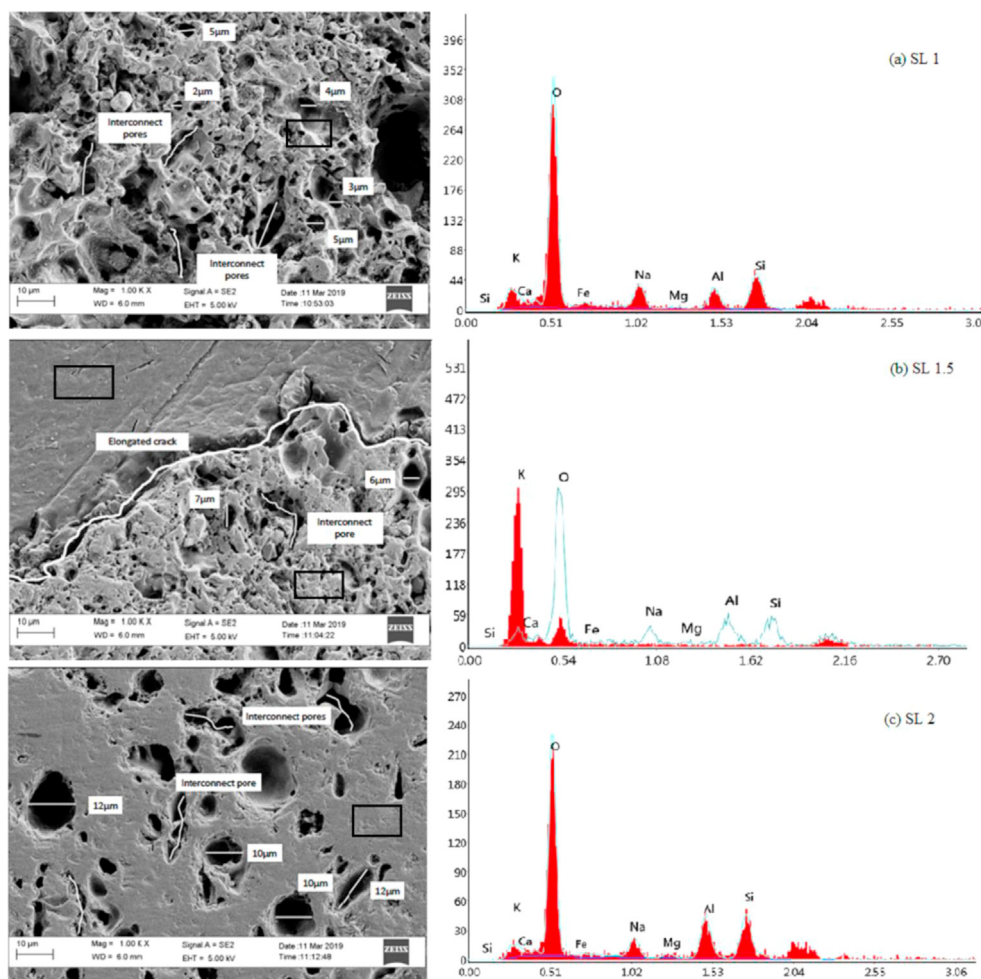 5µm
2µm
4µm
Interconnect
pores
3µm
5µm
Interconnect
pores
10 µm
Mag = 1.00 K X
Signal A = SE2
Date :11 Mar 2019
WD = 6.0 mm
EHT = 5.00 kV
Time :10:53:03
ZEISS
(a) SL 1
396
352
308
264
220
176
132
88
44
0
O
K
Ca
Si
Fe
Na
Mg
Al
Si
0.00
0.51
1.02
1.53
2.04
2.55
3.0
Elongated crack
6µm
7µm
Interconnect
pore
10 µm
Mag = 1.00 K X
Signal A = SE2
Date :11 Mar 2019
WD = 6.0 mm
EHT = 5.00 kV
Time :11:04:22
ZEISS
(b) SL 1.5
531
472
413
354
295
236
177
118
59
0
K
O
Ca
Si
Fe
Na
Mg
Al
Si
0.00
0.54
1.08
1.62
2.16
2.70
Interconnect pores
Interconnect pore
12µm
10µm
10µm
12µm
10 µm
Mag = 1.00 K X
Signal A = SE2
Date :11 Mar 2019
WD = 6.0 mm
EHT = 5.00 kV
Time :11:12:48
ZEISS
(c) SL 2
270
240
210
180
150
120
90
60
30
0
O
K
Ca
Si
Fe
Na
Mg
Al
Si
0.00
0.51
1.02
1.53
2.04
2.55
3.06